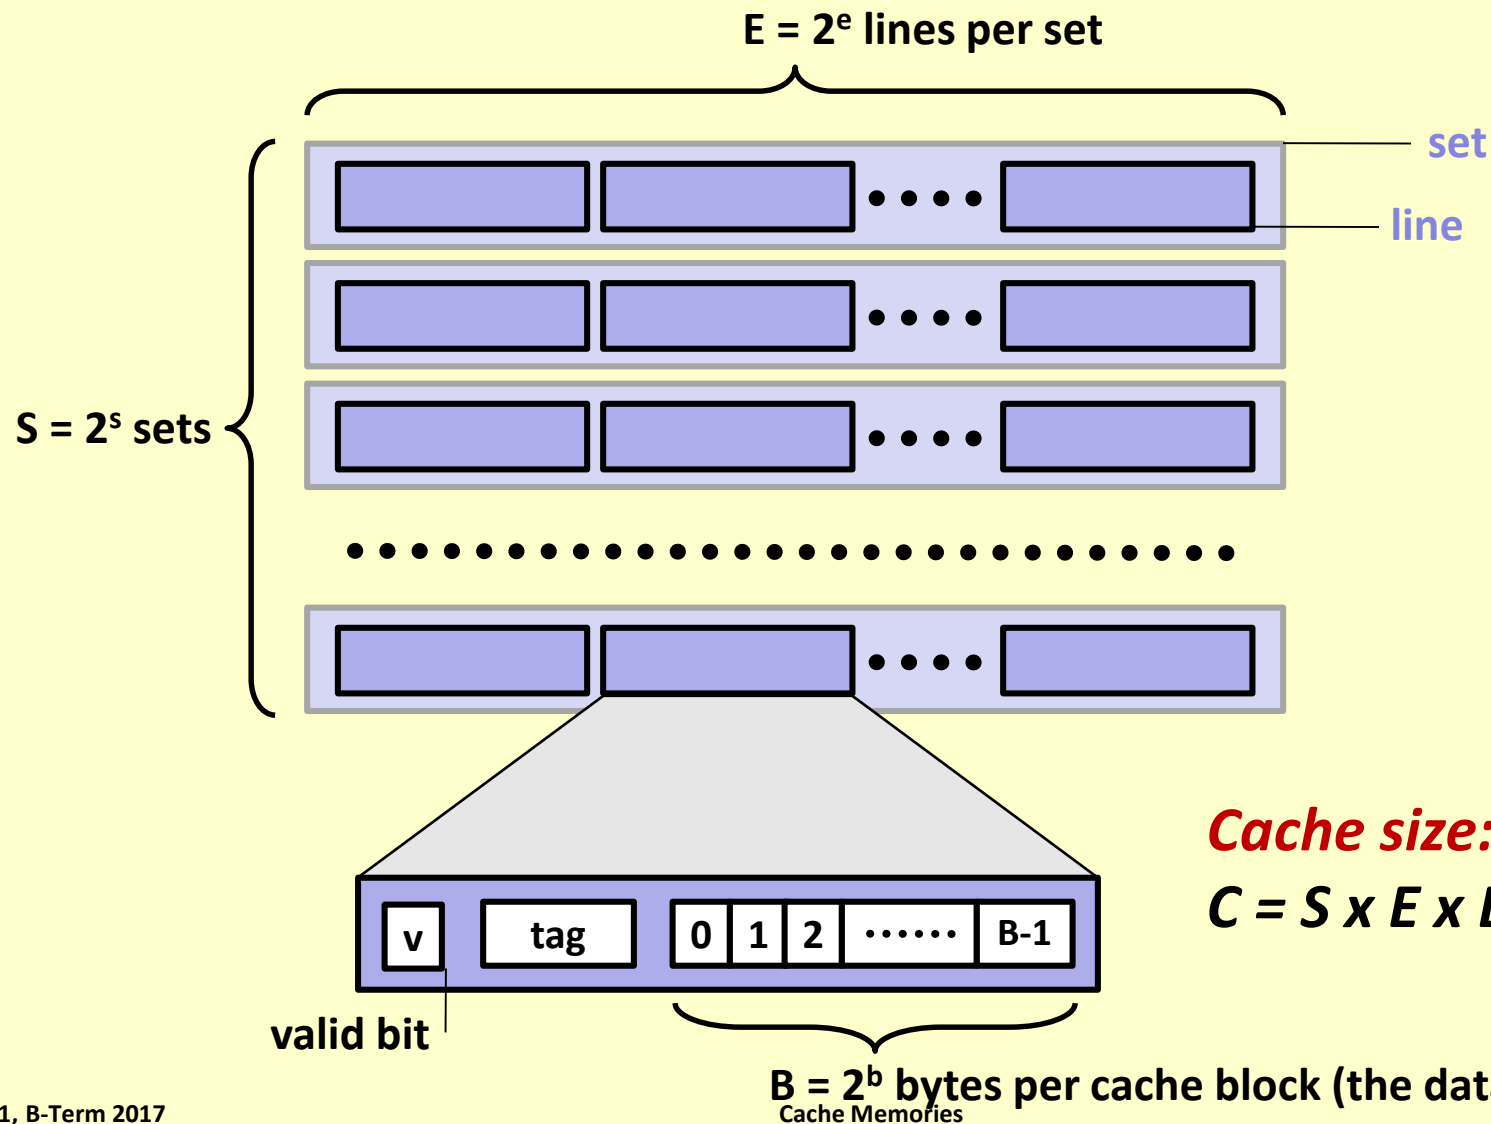 E = 2ᵉ lines per set
set
line
S = 2ˢ sets
Cache size:
C = S x E x
v
tag
0 1 2 ······ B-1
valid bit
B = 2ᵇ bytes per cache block (the data
1, B-Term 2017
Cache Memories